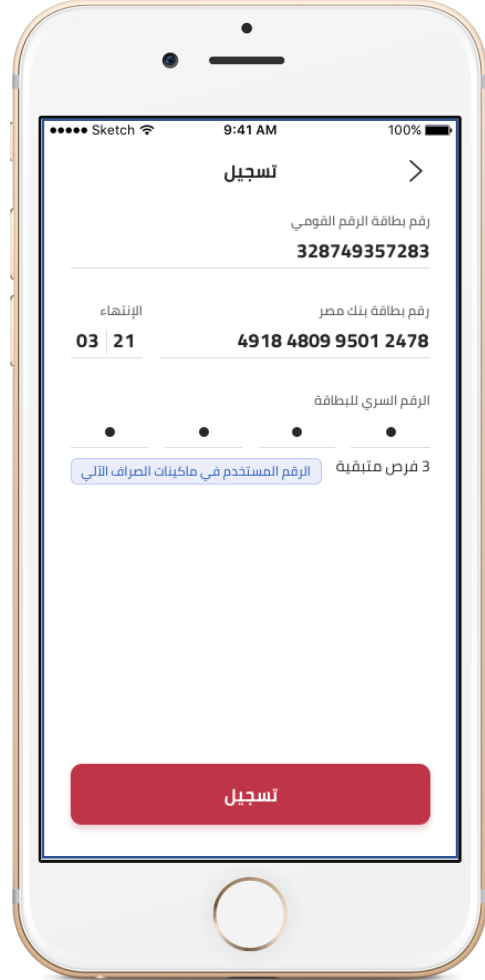 ●●●●● Sketch 9:41 AM 100%
تسجيل
رقم بطاقة الرقم القومي
328749357283
رقم بطاقة بنك مصر الإنتهاء
4918 4809 9501 2478 03 21
الرقم السري للبطاقة
3 فرص متبقية الرقم المستخدم في ماكينات الصراف الآلي
تسجيل